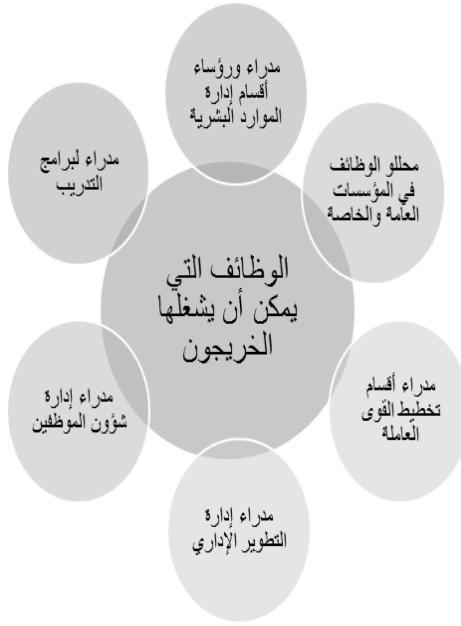 مدراء ورؤساء
أقسام إدارة
الموارد البشرية
محللو الوظائف
في المؤسسات
العامة والخاصة
مدراء أقسام
تخطيط القوى
العاملة
مدراء إدارة
التطوير الإداري
مدراء إدارة
شؤون الموظفين
مدراء لبرامج
التدريب
الوظائف التي
يمكن أن يشغلها
الخريجون